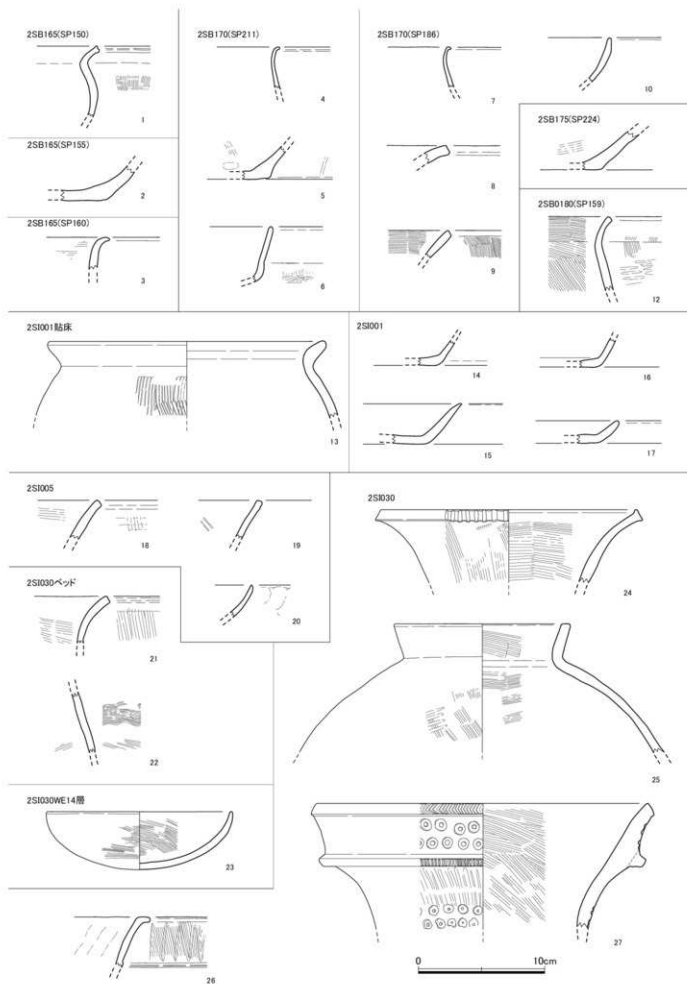 2SB165(SP150)
1
2SB165(SP155)
2
2SB165(SP160)
3
2SB170(SP211)
4
5
6
2SB170(SP186)
7
8
9
10
2SB175(SP224)
11
2SB0180(SP159)
12
2SI001貼床
13
2SI001
14
16
15
17
2SI005
18
19
20
2SI030ベッド
21
22
2SI030WE14層
23
2SI030
24
25
26
27
0
10cm